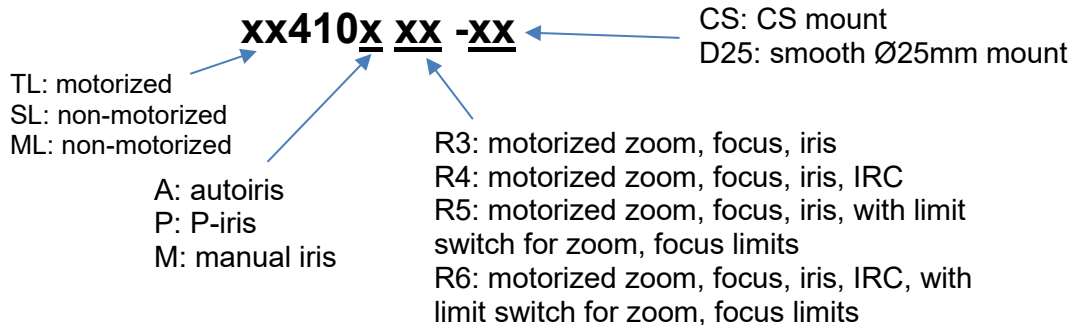 xx410x xx -xx
CS: CS mount
D25: smooth Ø25mm mount
TL: motorized
SL: non-motorized
ML: non-motorized
A: autoiris
P: P-iris
M: manual iris
R3: motorized zoom, focus, iris
R4: motorized zoom, focus, iris, IRC
R5: motorized zoom, focus, iris, with limit
switch for zoom, focus limits
R6: motorized zoom, focus, iris, IRC, with
limit switch for zoom, focus limits